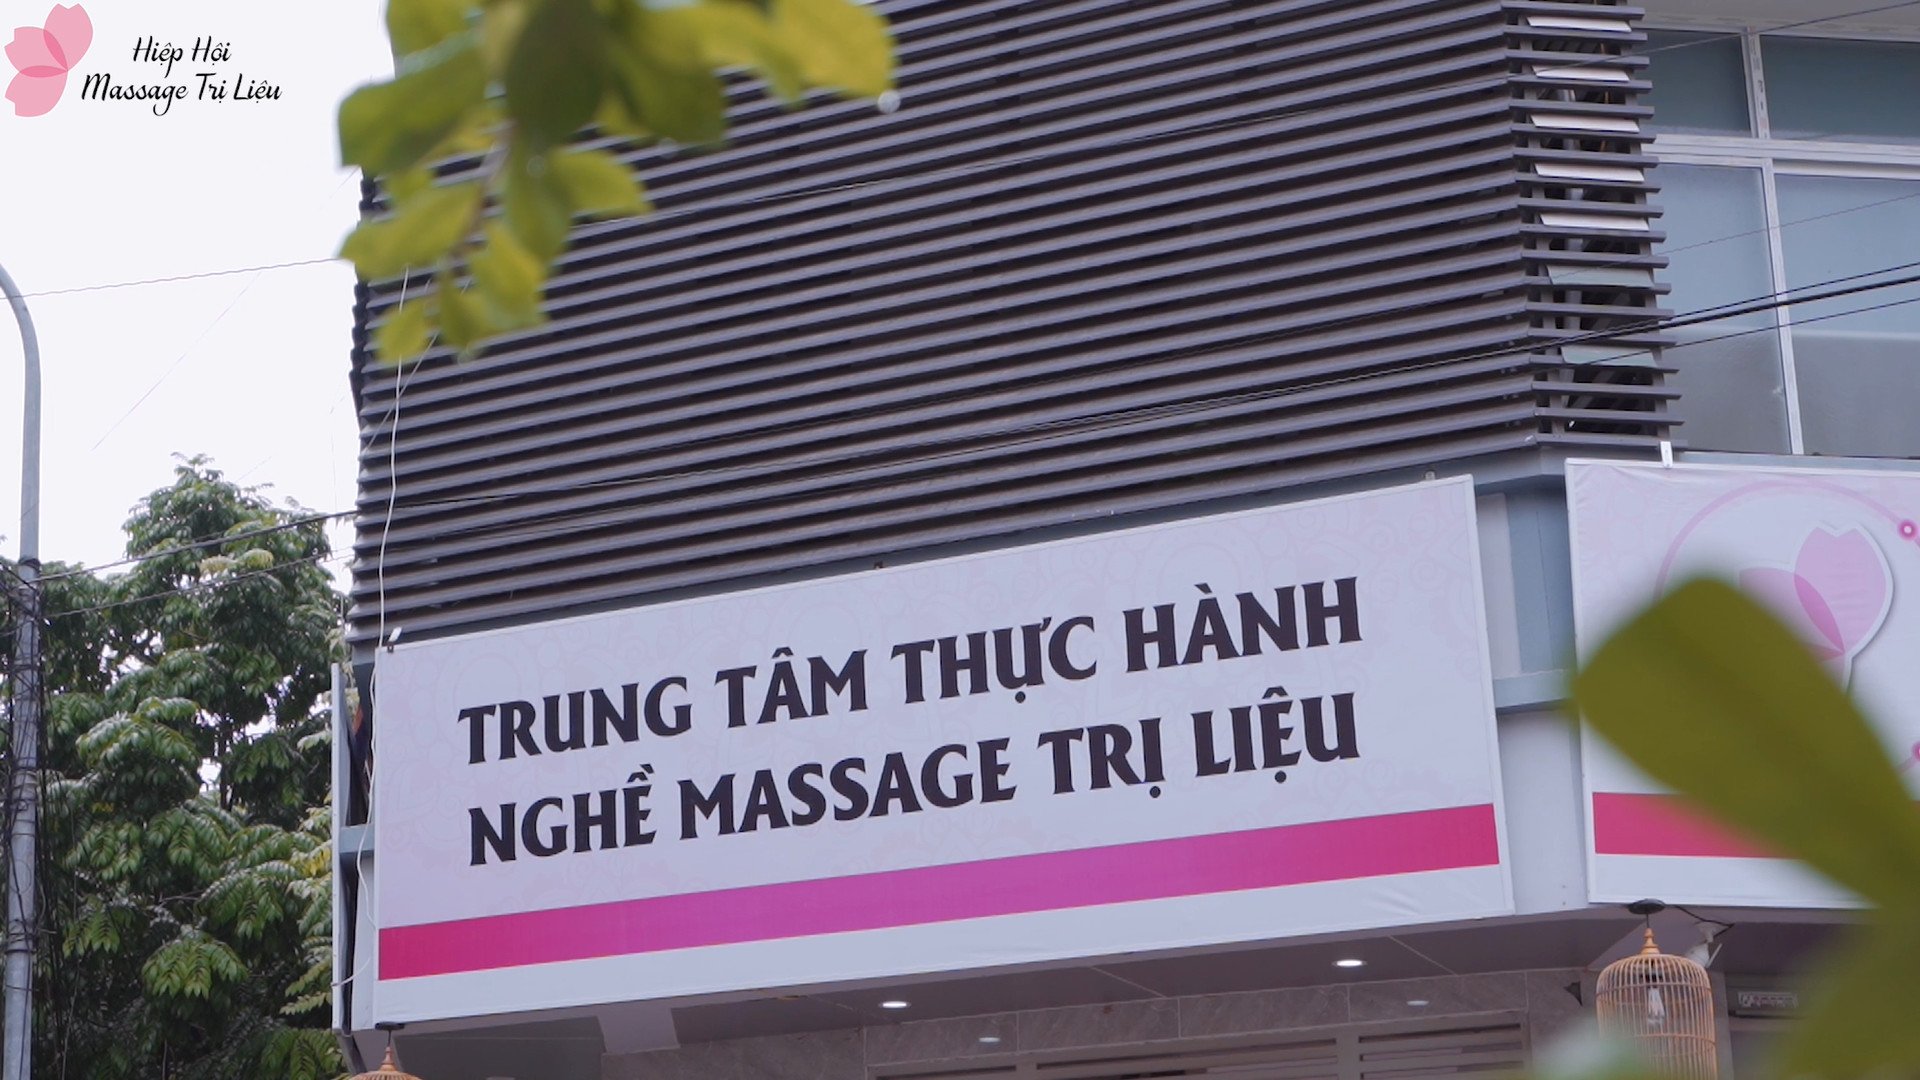 Hiệp Hội
Massage Trị Liệu
TRUNG TÂM THỰC HÀNH
NGHỀ MASSAGE TRỊ LIỆU